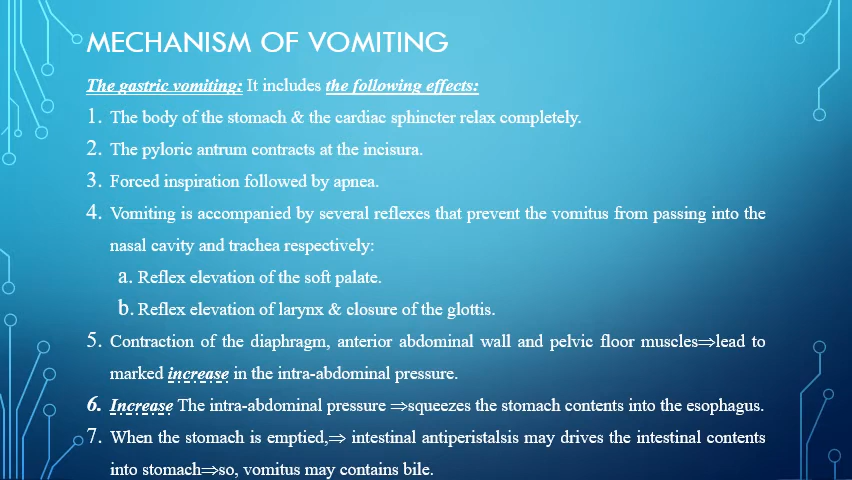 MECHANISM OF VOMITING
The gastric vomiting: It includes the following effects:
1. The body of the stomach & the cardiac sphincter relax completely.
2. The pyloric antrum contracts at the incisura.
3. Forced inspiration followed by apnea.
4. Vomiting is accompanied by several reflexes that prevent the vomitus from passing into the
nasal cavity and trachea respectively:
a. Reflex elevation of the soft palate.
b. Reflex elevation of larynx & closure of the glottis.
5. Contraction of the diaphragm, anterior abdominal wall and pelvic floor muscles⇒lead to
marked increase in the intra-abdominal pressure.
6. Increase The intra-abdominal pressure ⇒squeezes the stomach contents into the esophagus.
7. When the stomach is emptied,⇒ intestinal antiperistalsis may drives the intestinal contents
into stomach⇒so, vomitus may contains bile.